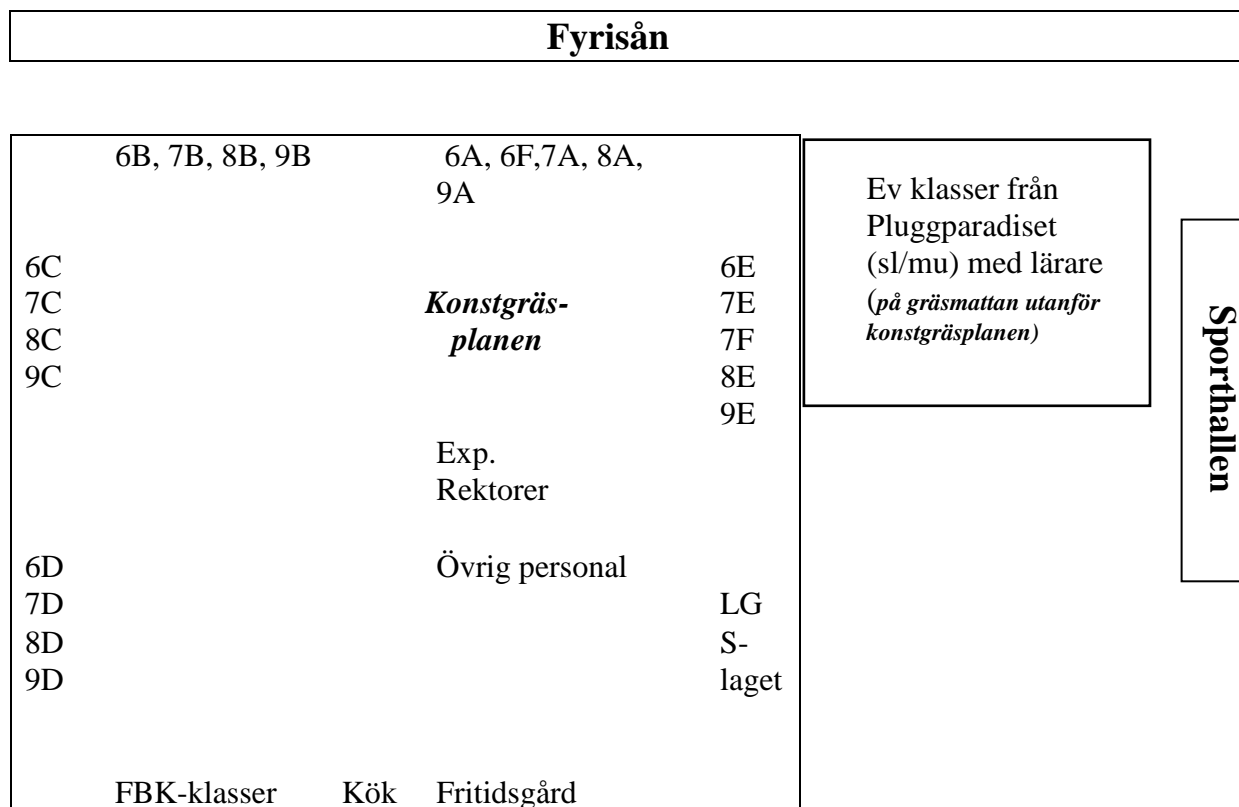 Fyrisån
6B, 7B, 8B, 9B 6A, 6F,7A, 8A,
9A
6C
7C
8C
9C
Konstgräs-
planen
6E
7E
7F
8E
9E
Ev klasser från
Pluggparadiset
(sl/mu) med lärare
(på gräsmattan utanför
konstgräsplanen)
Sporthallen
Exp.
Rektorer
Övrig personal
6D
7D
8D
9D
LG
S-
laget
FBK-klasser Kök Fritidsgård